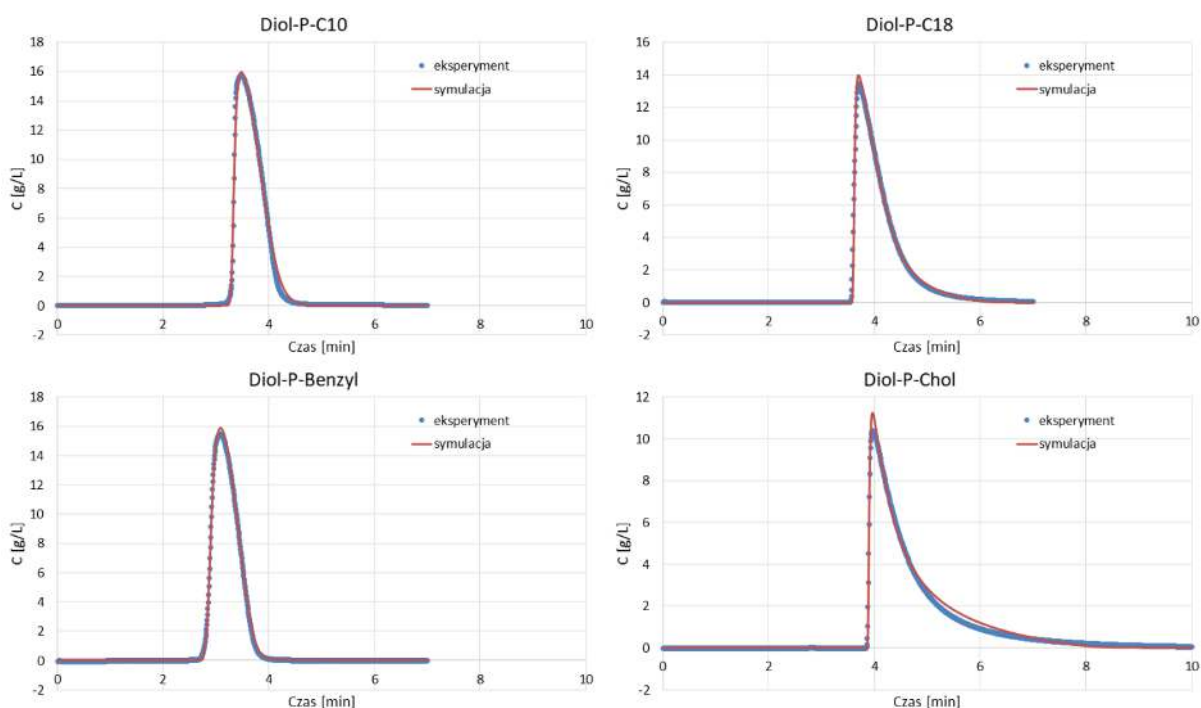 Diol-P-C10
18
16
14
12
10
8
6
4
2
0
-2
C [g/L]
0 2 4 6 8 10
Czas [min]
eksperyment
symulacja
Diol-P-C18
16
14
12
10
8
6
4
2
0
-2
C [g/L]
0 2 4 6 8 10
Czas [min]
eksperyment
symulacja
Diol-P-Benzyl
18
16
14
12
10
8
6
4
2
0
-2
C [g/L]
0 2 4 6 8 10
Czas [min]
eksperyment
symulacja
Diol-P-Chol
12
10
8
6
4
2
0
-2
C [g/L]
0 2 4 6 8 10
Czas [min]
eksperyment
symulacja